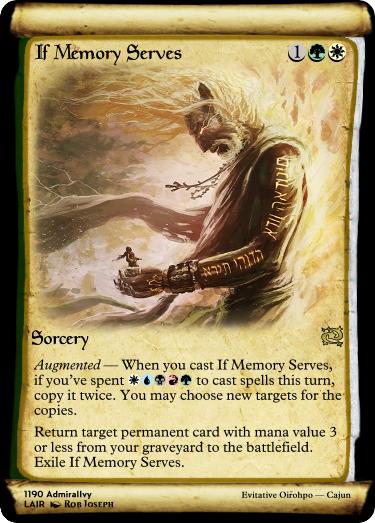 If Memory Serves
1
Sorcery
Augmented — When you cast If Memory Serves,
if you've spent to cast spells this turn,
copy it twice. You may choose new targets for the
copies.
Return target permanent card with mana value 3
or less from your graveyard to the battlefield.
Exile If Memory Serves.
1190 AdmiralIvy
Evitative Oiřohpo — Cajun
LAIR Rob Joseph